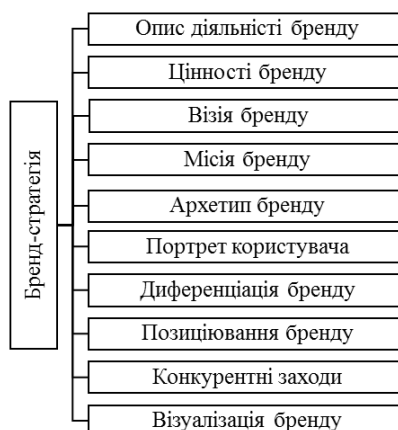 Бренд-стратегія
Опис діяльністі бренду
Цінності бренду
Візія бренду
Місія бренду
Архетип бренду
Портрет користувача
Диференціація бренду
Позиціювання бренду
Конкурентні заходи
Візуалізація бренду